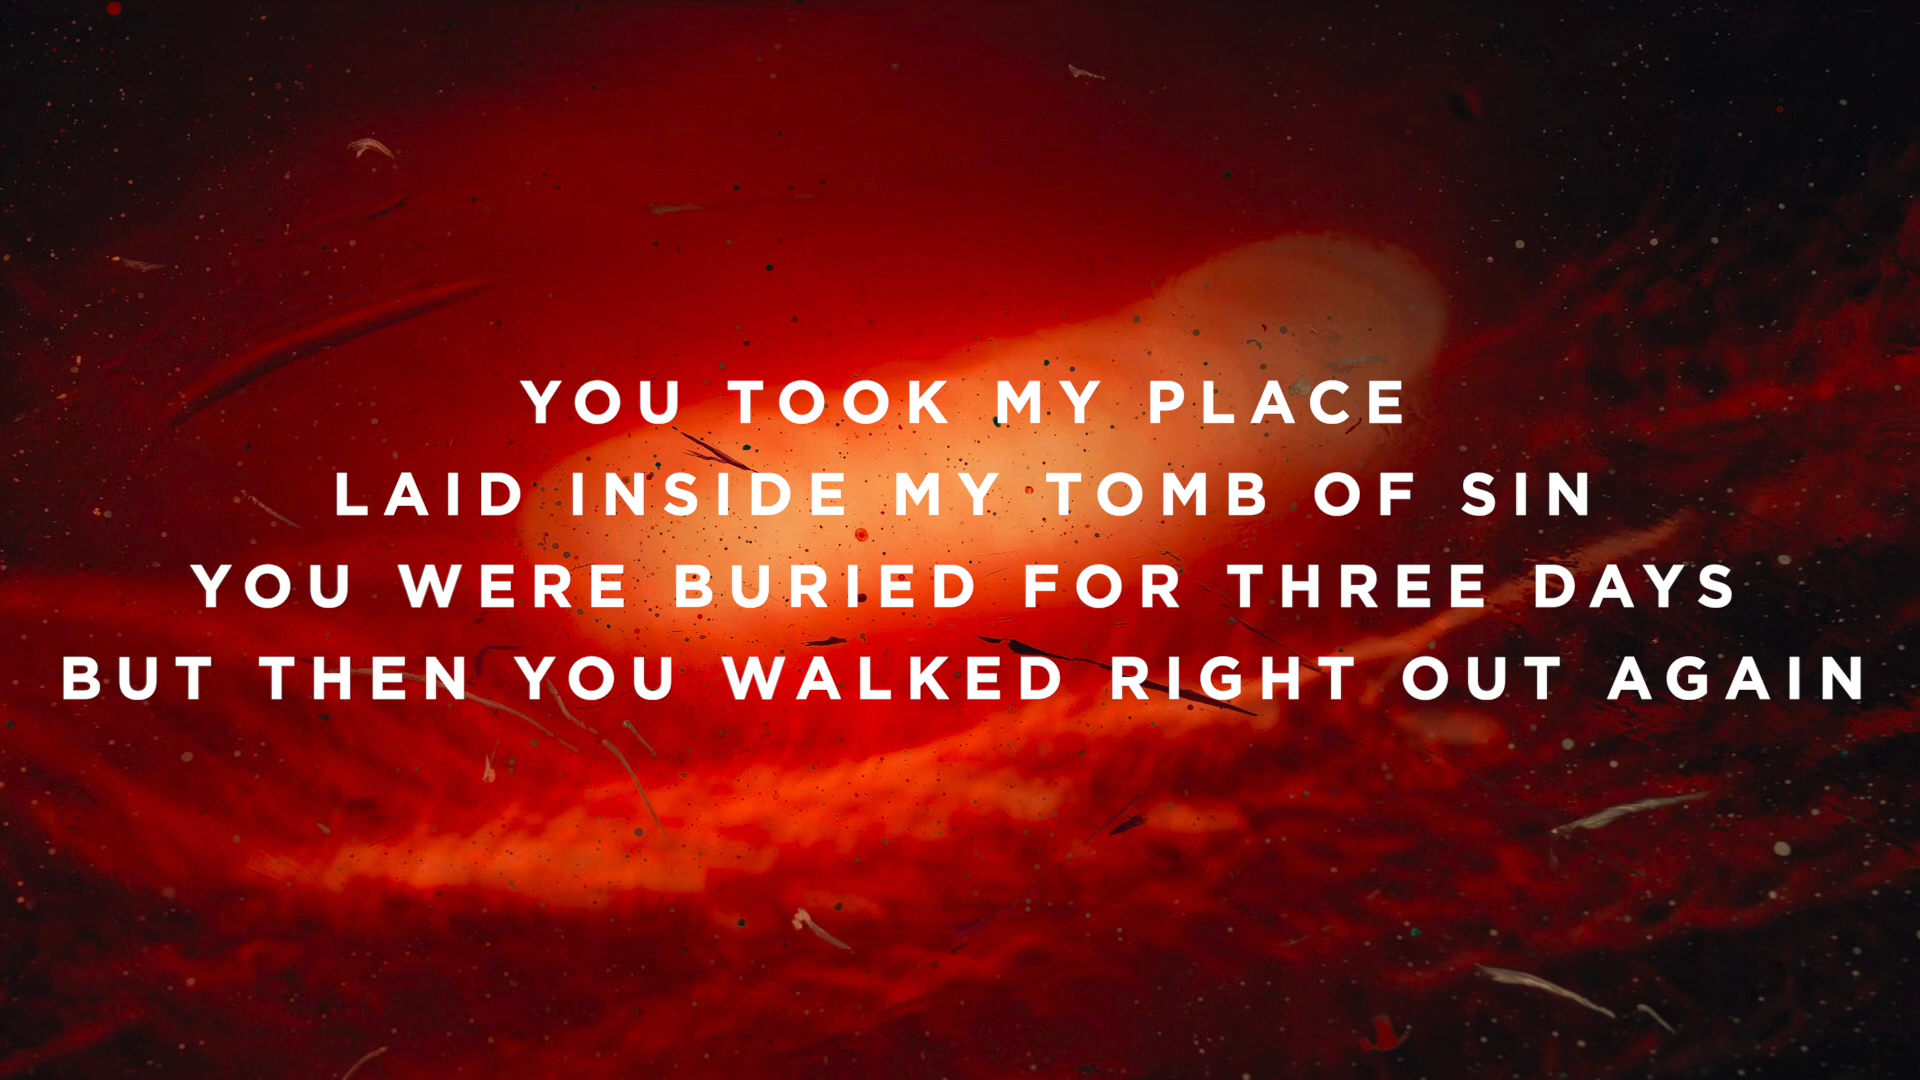 YOU TOOK MY PLACE
LAID INSIDE MY TOMB OF SIN
YOU WERE BURIED FOR THREE DAYS
BUT THEN YOU WALKED RIGHT OUT AGAIN